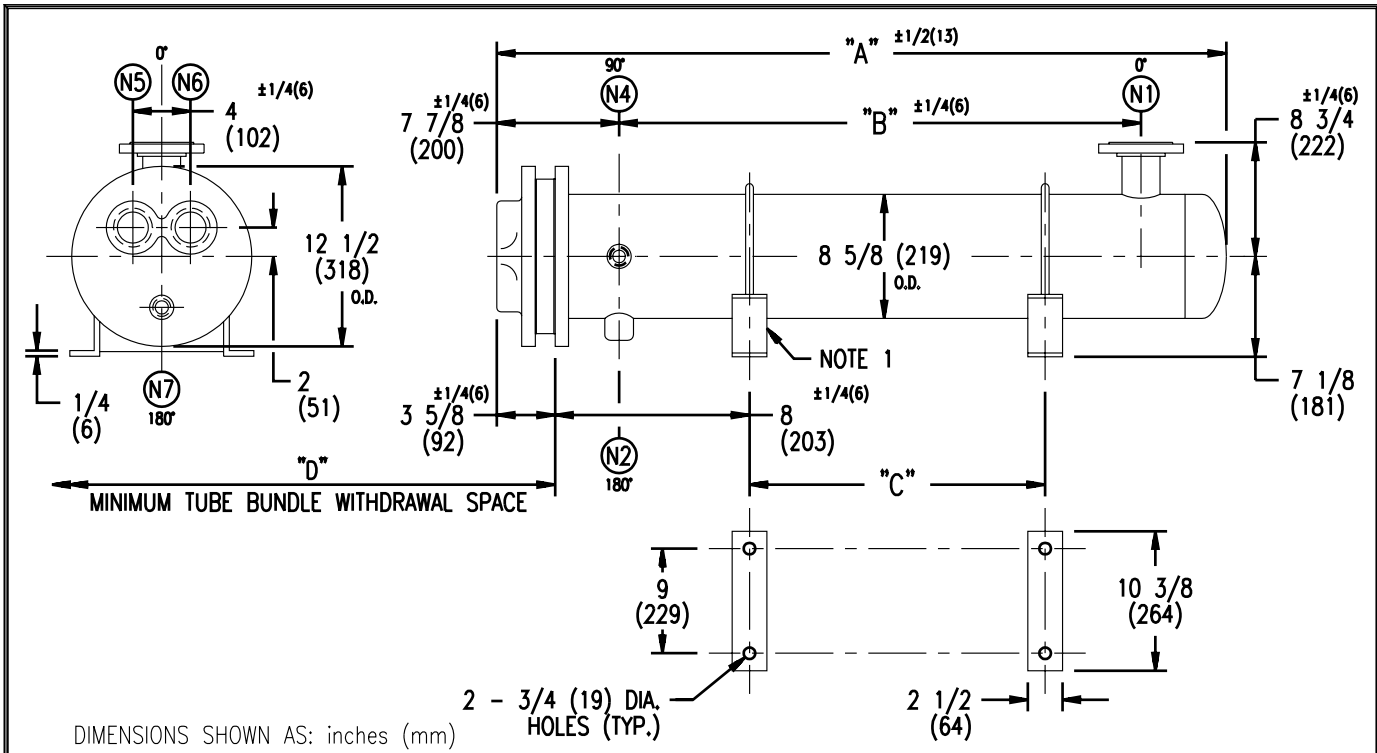 0°
N5
N6
±1/4(6)
4
(102)
12 1/2
(318)
O.D.
2
(51)
1/4
(6)
N7
180°
"A" ±1/2(13)
±1/4(6)
7 7/8
(200)
90°
N4
"B" ±1/4(6)
0°
N1
±1/4(6)
8 3/4
(222)
8 5/8 (219)
O.D.
NOTE 1
7 1/8
(181)
±1/4(6)
3 5/8
(92)
±1/4(6)
8
(203)
N2
180°
"D"
MINIMUM TUBE BUNDLE WITHDRAWAL SPACE
"C"
9
(229)
10 3/8
(264)
2 - 3/4 (19) DIA.
HOLES (TYP.)
2 1/2
(64)
DIMENSIONS SHOWN AS: inches (mm)